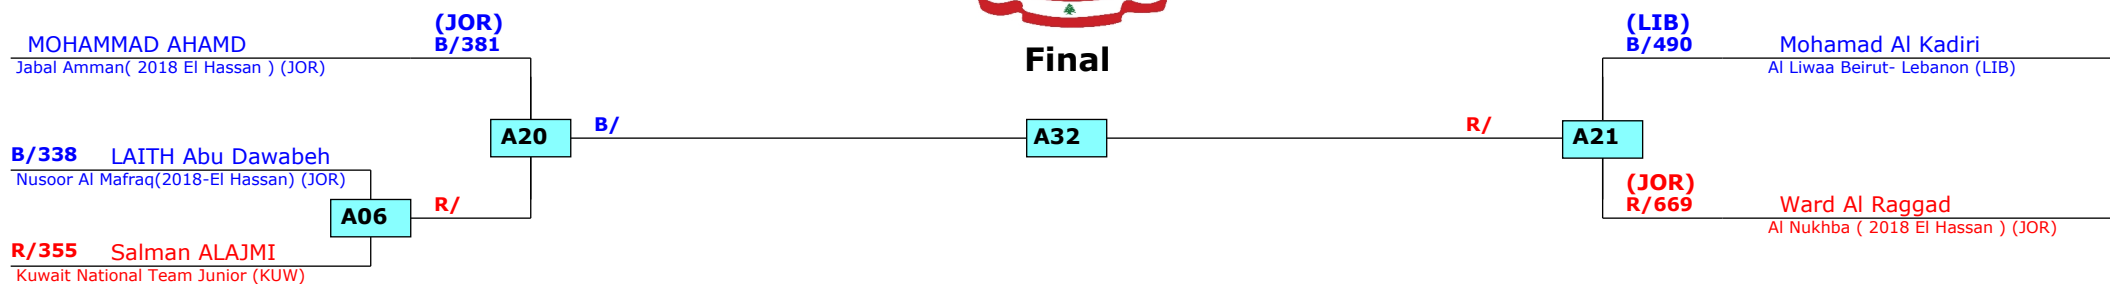 (JOR)
MOHAMMAD AHAMD B/381
Jabal Amman( 2018 El Hassan ) (JOR)
B/338 LAITH Abu Dawabeh
Nusoor Al Mafraq(2018-El Hassan) (JOR)
A06
R/355 Salman ALAJMI
Kuwait National Team Junior (KUW)
R/
A20
B/
Final
A32
R/
A21
(LIB)
B/490 Mohamad Al Kadiri
Al Liwaa Beirut- Lebanon (LIB)
(JOR)
R/669 Ward Al Raggad
Al Nukhba ( 2018 El Hassan ) (JOR)